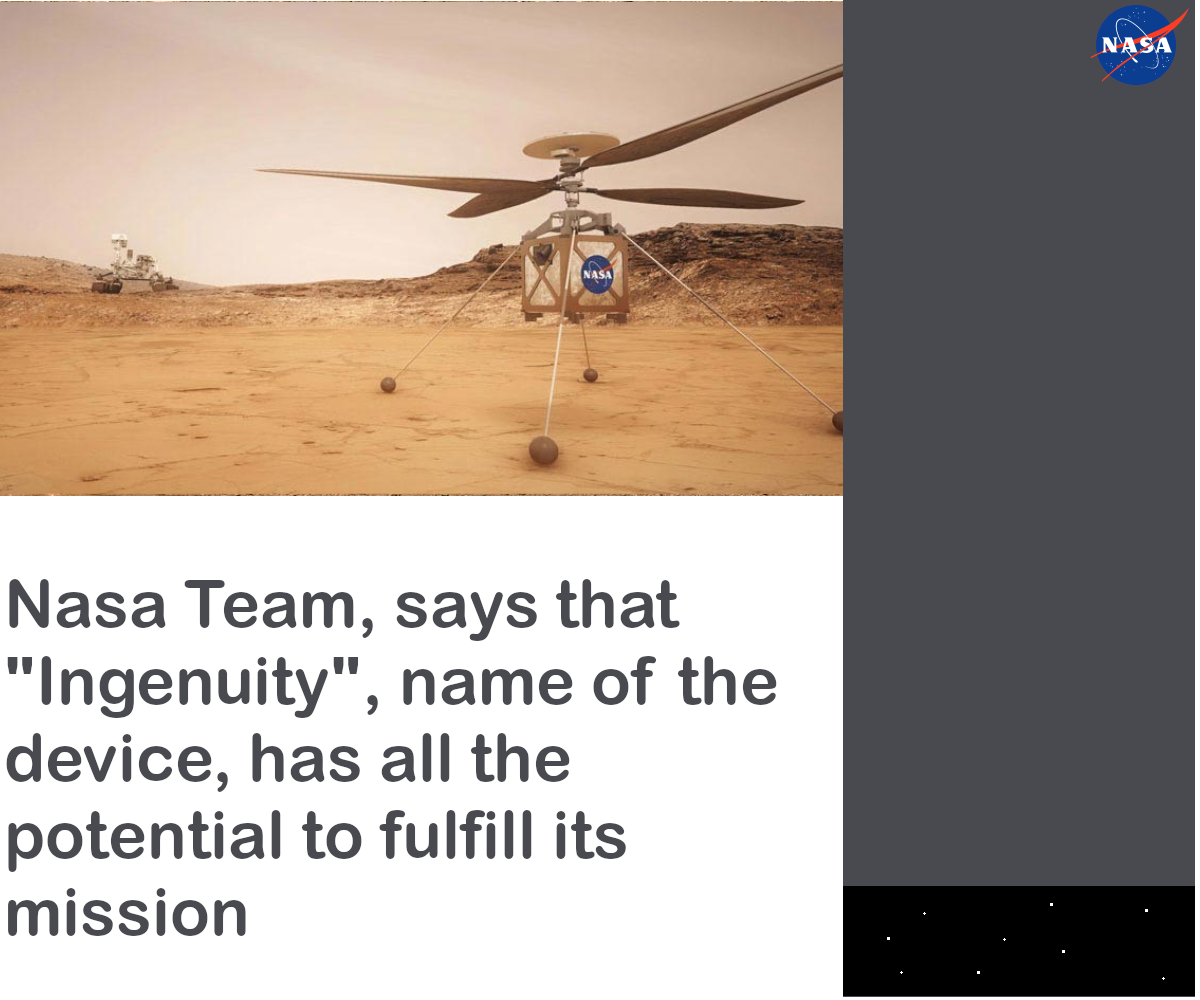 NASA
NASA
Nasa Team, says that
"Ingenuity", name of the
device, has all the
potential to fulfill its
mission